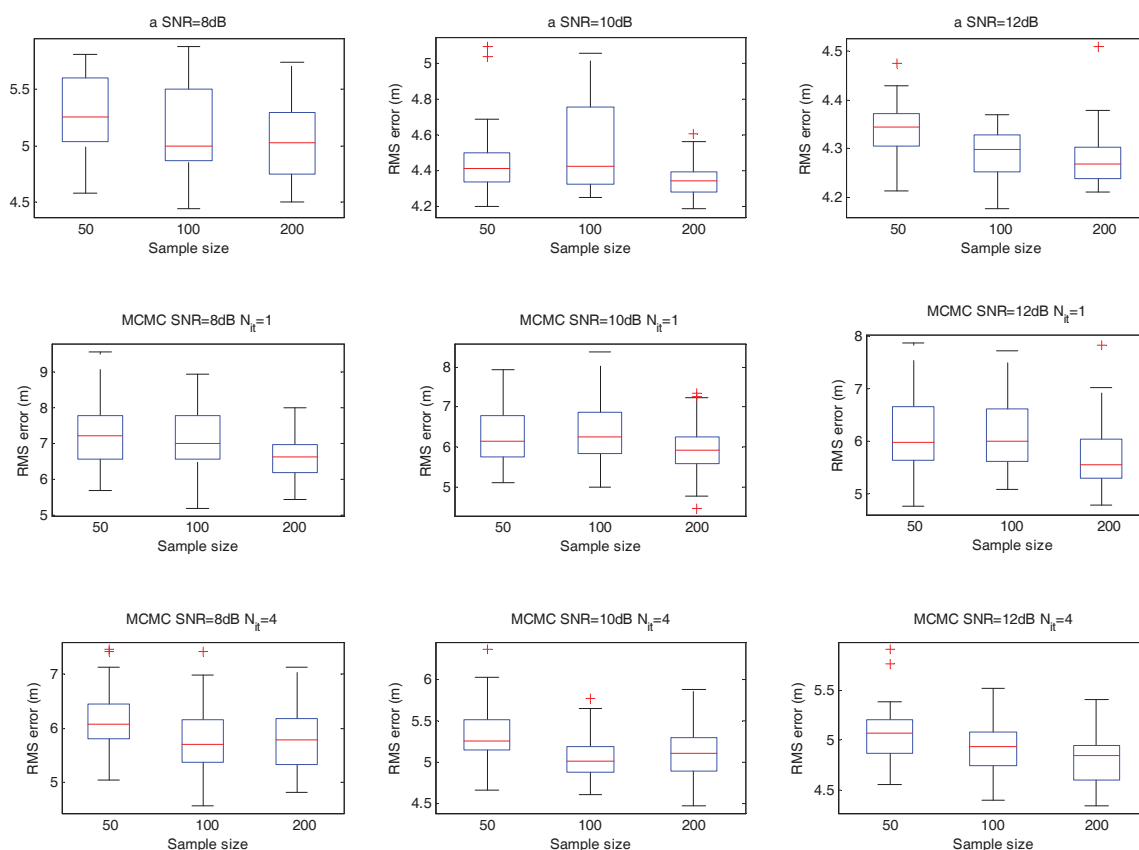 a SNR=8dB
a SNR=10dB
a SNR=12dB
5.5
5
4.5
50
100
200
Sample size
RMS error (m)
5
4.8
4.6
4.4
4.2
50
100
200
Sample size
RMS error (m)
4.5
4.4
4.3
4.2
50
100
200
Sample size
MCMC SNR=8dB N_it=1
RMS error (m)
9
8
7
6
5
50
100
200
Sample size
MCMC SNR=10dB N_it=1
RMS error (m)
8
7
6
5
50
100
200
Sample size
MCMC SNR=12dB N_it=1
RMS error (m)
8
7
6
5
50
100
200
Sample size
MCMC SNR=8dB N_it=4
RMS error (m)
7
6
5
50
100
200
Sample size
MCMC SNR=10dB N_it=4
RMS error (m)
6
5.5
5
4.5
50
100
200
Sample size
MCMC SNR=12dB N_it=4
RMS error (m)
5.5
5
4.5
50
100
200
Sample size